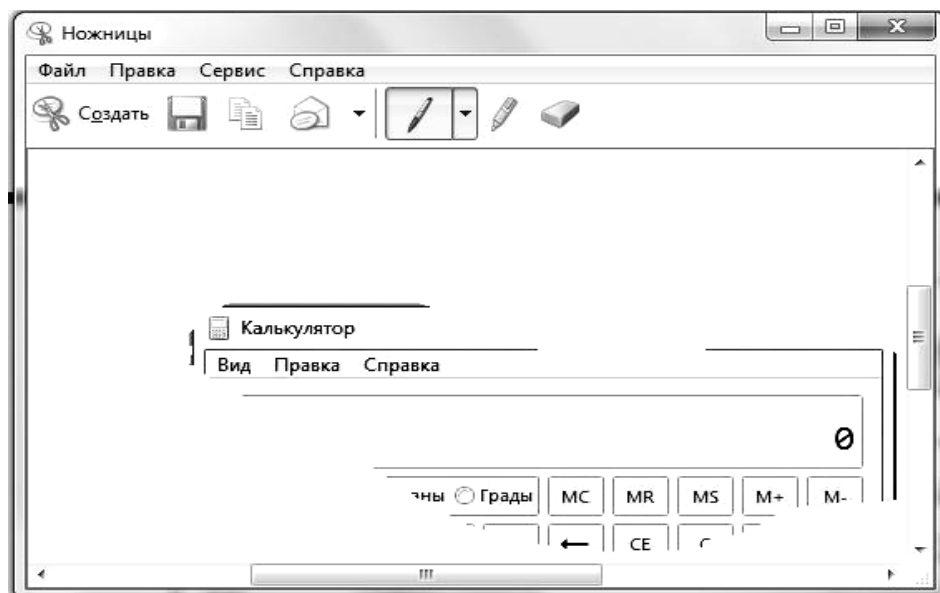 Ножницы
Файл Правка Сервис Справка
Создать
Калькулятор
Вид Правка Справка
0
Грады MC MR MS M+ M-
← CE